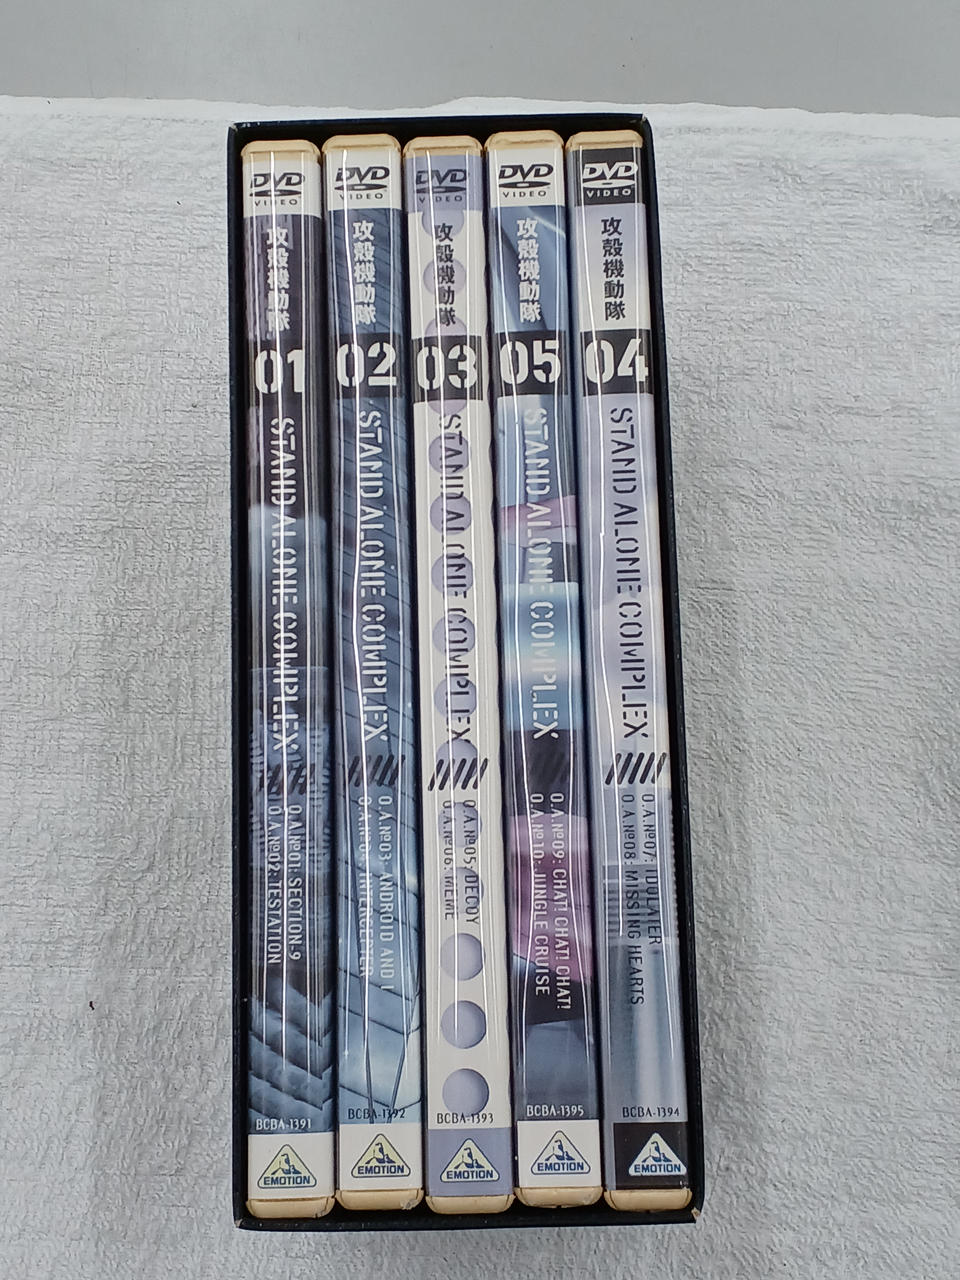 DVD
VIDEO
攻殻機動隊
01
STAND ALONE COMPLEX
O.A.№01: SECTION-9
O.A.№02: TESTATION
BCBA-1391
EMOTION
DVD
VIDEO
攻殻機動隊
02
STAND ALONE COMPLEX
O.A.№03: ANDROID AND I
O.A.№04: INTERCEPTER
BCBA-1392
EMOTION
DVD
VIDEO
攻殻機動隊
03
STAND ALONE COMPLEX
O.A.№05: DECOY
O.A.№06: MEME
BCBA-1393
EMOTION
DVD
VIDEO
攻殻機動隊
05
STAND ALONE COMPLEX
O.A.№09: CHAT! CHAT! CHAT!
O.A.№10: JUNGLE CRUISE
BCBA-1395
EMOTION
DVD
VIDEO
攻殻機動隊
04
STAND ALONE COMPLEX
O.A.№07: IDOLATER
O.A.№08: MISSING HEARTS
BCBA-1394
EMOTION